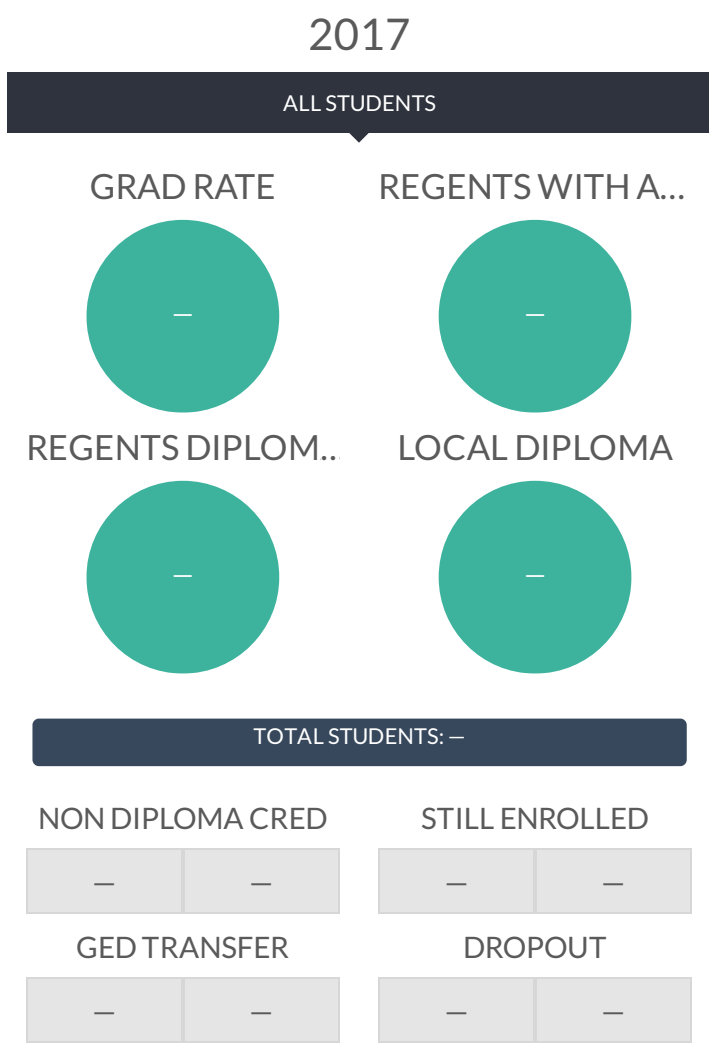 2017
ALL STUDENTS
GRAD RATE
REGENTS WITH A...
—
—
REGENTS DIPLOM...
LOCAL DIPLOMA
—
—
TOTAL STUDENTS: —
NON DIPLOMA CRED
STILL ENROLLED
— —
— —
GED TRANSFER
DROPOUT
— —
— —